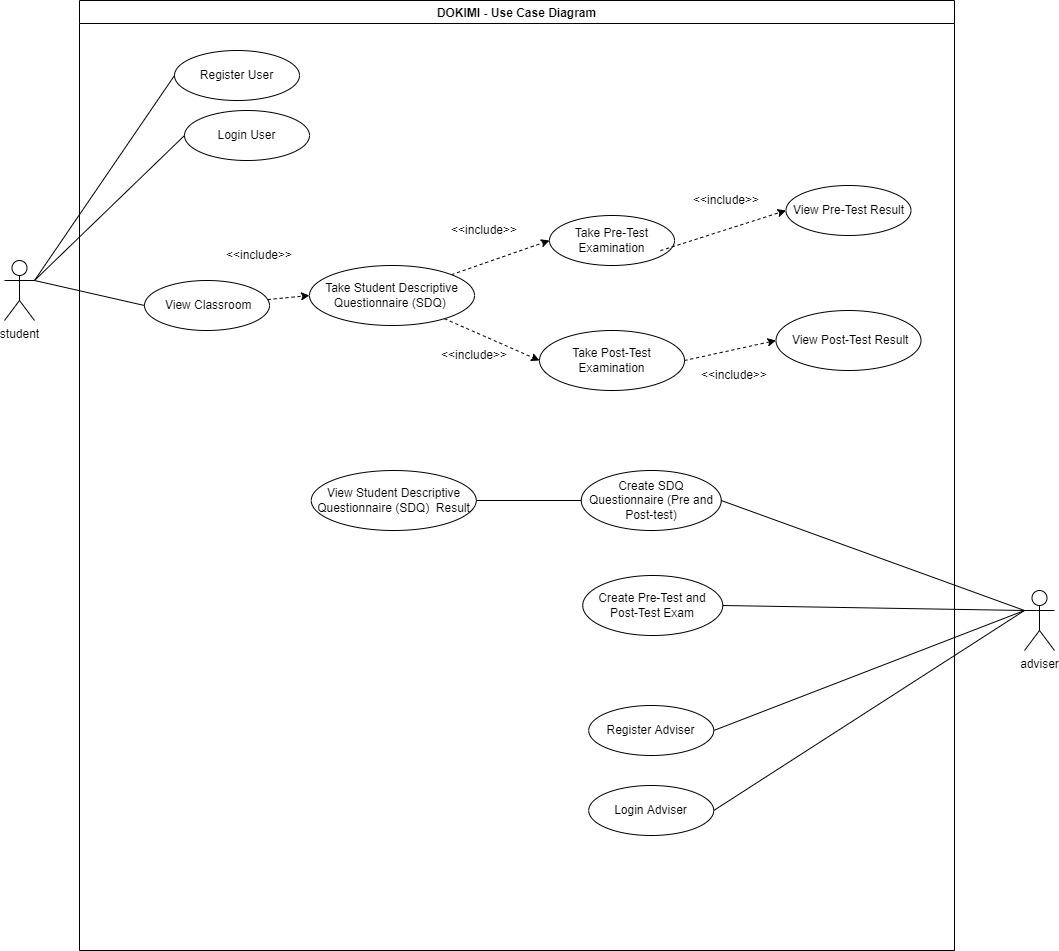 DOKIMI - Use Case Diagram
Register User
Login User
<<include>>
View Pre-Test Result
<<include>>
Take Pre-Test
Examination
<<include>>
student
View Classroom
Take Student Descriptive
Questionnaire (SDQ)
<<include>>
Take Post-Test
Examination
View Post-Test Result
<<include>>
View Student Descriptive
Questionnaire (SDQ)  Result
Create SDQ
Questionnaire (Pre and
Post-test)
Create Pre-Test and
Post-Test Exam
adviser
Register Adviser
Login Adviser